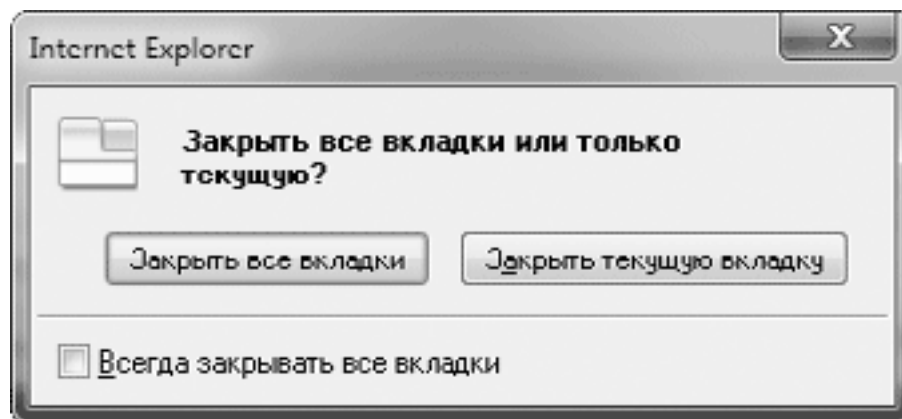 Internet Explorer
Закрыть все вкладки или только
текущую?
Закрыть все вкладки
Закрыть текущую вкладку
Всегда закрывать все вкладки